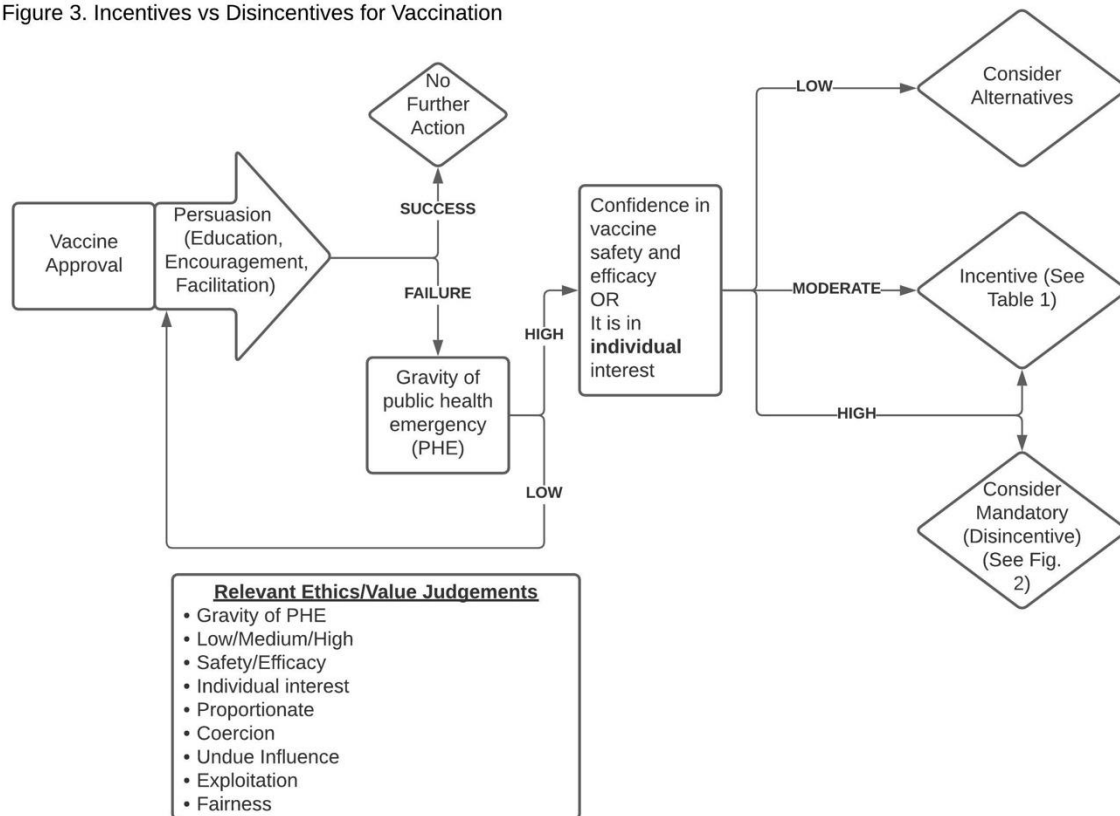 Figure 3. Incentives vs Disincentives for Vaccination
Vaccine
Approval
Persuasion
(Education,
Encouragement,
Facilitation)
No
Further
Action
SUCCESS
FAILURE
Gravity of
public health
emergency
(PHE)
HIGH
LOW
Confidence in
vaccine
safety and
efficacy
OR
It is in
individual
interest
LOW
Consider
Alternatives
MODERATE
Incentive (See
Table 1)
HIGH
Consider
Mandatory
(Disincentive)
(See Fig.
2)
Relevant Ethics/Value Judgements
• Gravity of PHE
• Low/Medium/High
• Safety/Efficacy
• Individual interest
• Proportionate
• Coercion
• Undue Influence
• Exploitation
• Fairness